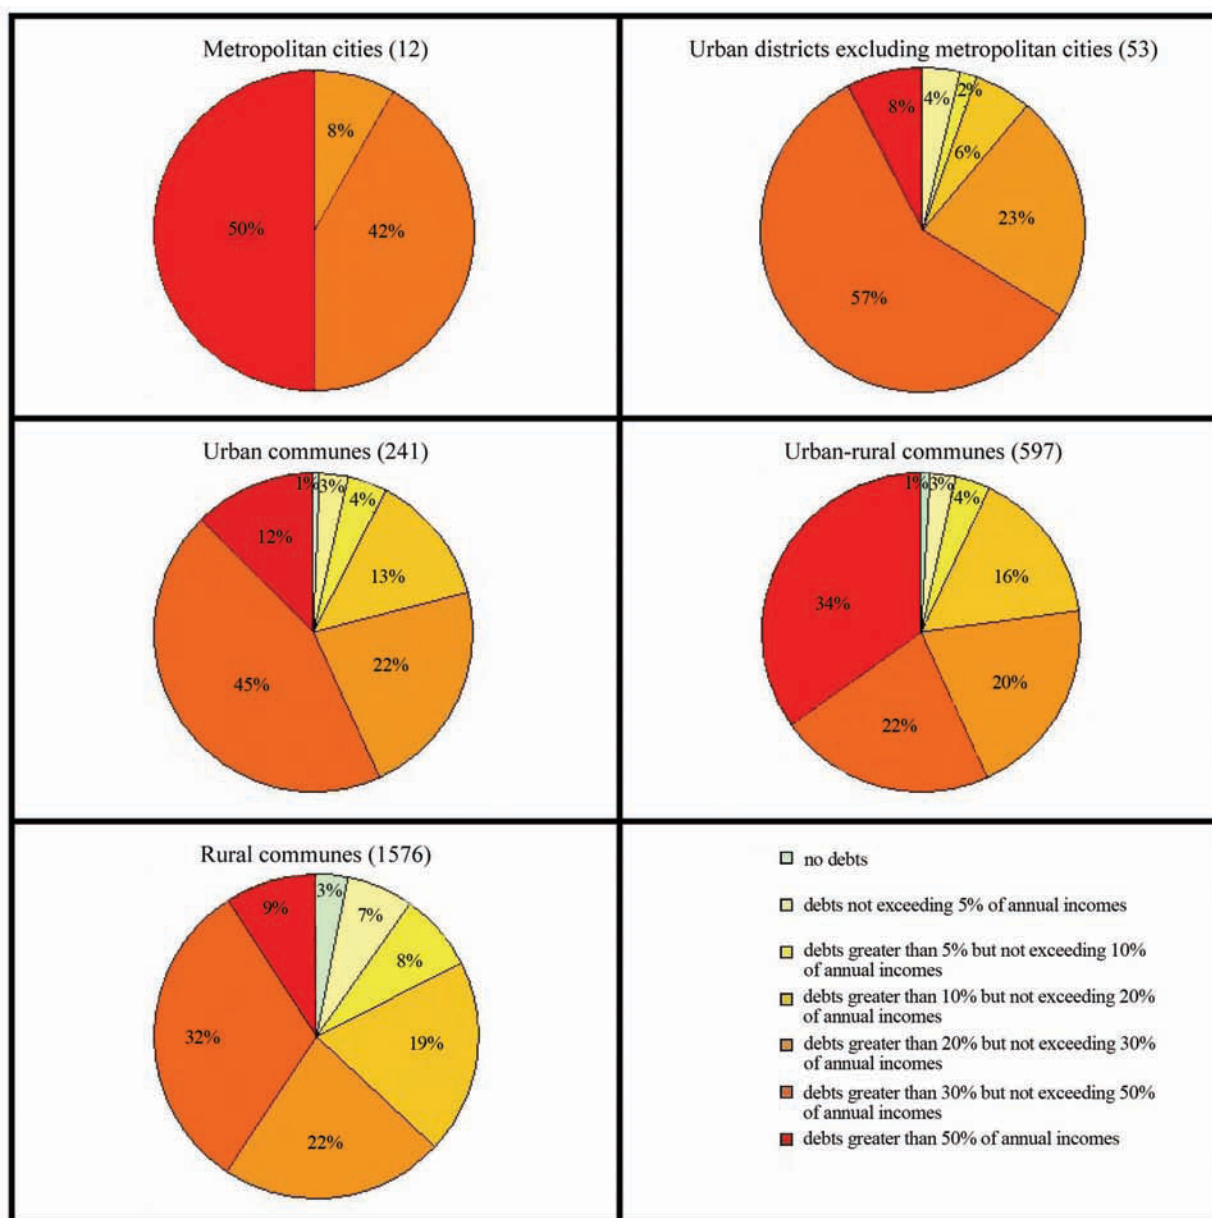 Metropolitan cities (12)
8%
50%
42%
Urban districts excluding metropolitan cities (53)
8%
4%
2%
6%
23%
57%
Urban communes (241)
1%
3%
4%
12%
13%
22%
45%
Urban-rural communes (597)
1%
3%
4%
16%
34%
20%
22%
Rural communes (1576)
3%
9%
7%
8%
32%
19%
22%
no debts
debts not exceeding 5% of annual incomes
debts greater than 5% but not exceeding 10%
of annual incomes
debts greater than 10% but not exceeding 20%
of annual incomes
debts greater than 20% but not exceeding 30%
of annual incomes
debts greater than 30% but not exceeding 50%
of annual incomes
debts greater than 50% of annual incomes